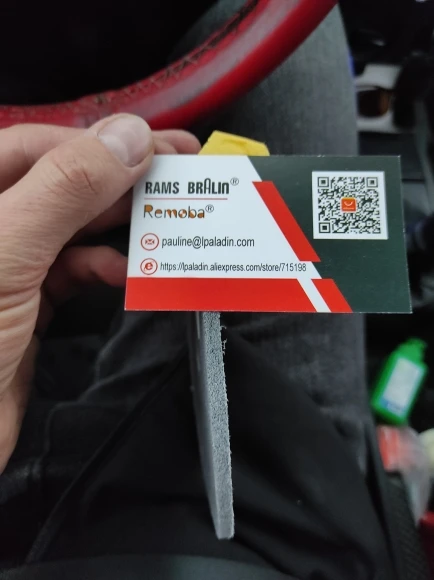 RAMS BRALIN®
Remoba®
pauline@lpaladin.com
https://lpaladin.aliexpress.com/store/715198